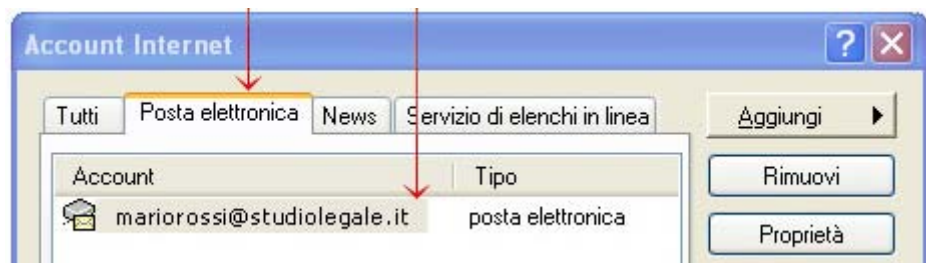 Account Internet
Tutti Posta elettronica News Servizio di elenchi in linea Aggiungi
Account Tipo Rimuovi
mariorossi@studiolegale.it posta elettronica Proprietà